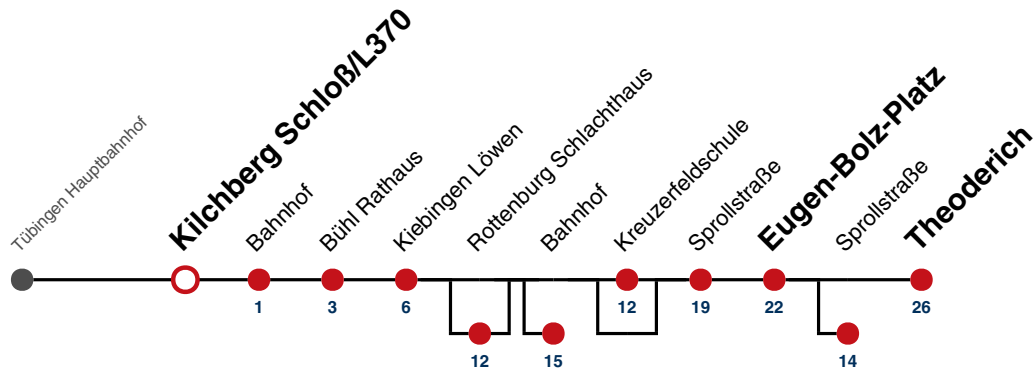 Tübingen Hauptbahnhof
Kilchberg Schloß/L370
Bahnhof
Bühl Rathaus
Kiebingen Löwen
Rottenburg Schlachthaus
Bahnhof
Kreuzerfeldschule
Sprollstraße
Eugen-Bolz-Platz
Sprollstraße
Theoderich
1
3
6
12
19
22
26
12
15
14